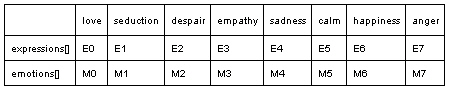 love seduction despair empathy sadness calm happiness anger
expressions[] E0 E1 E2 E3 E4 E5 E6 E7
emotions[] M0 M1 M2 M3 M4 M5 M6 M7